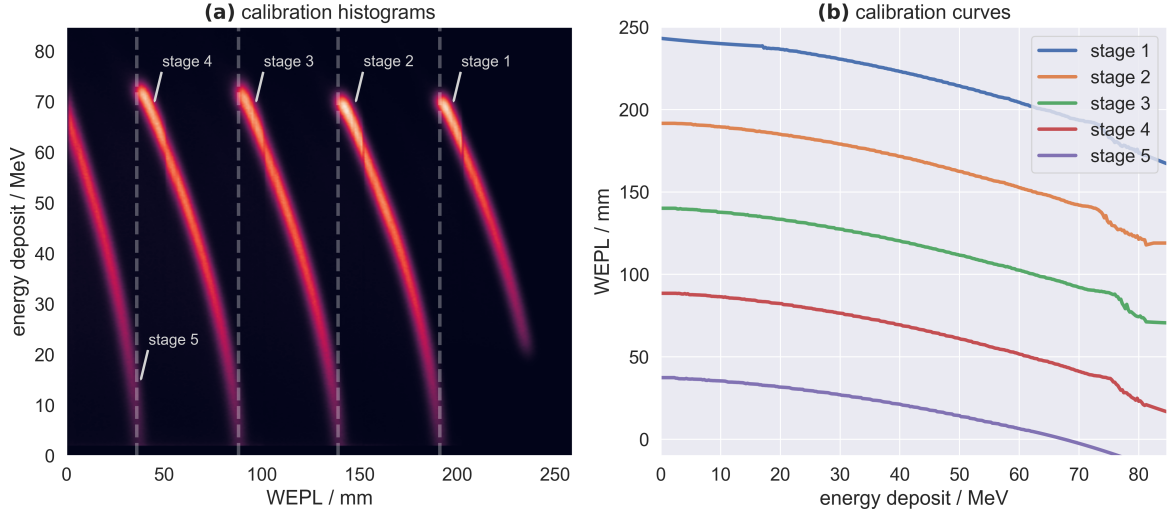 (a) calibration histograms
energy deposit / MeV
80
70
60
50
40
30
20
10
0
stage 4
stage 3
stage 2
stage 1
stage 5
0
50
100
150
200
250
WEPL / mm
(b) calibration curves
WEPL / mm
250
200
150
100
50
0
stage 1
stage 2
stage 3
stage 4
stage 5
0
10
20
30
40
50
60
70
80
energy deposit / MeV